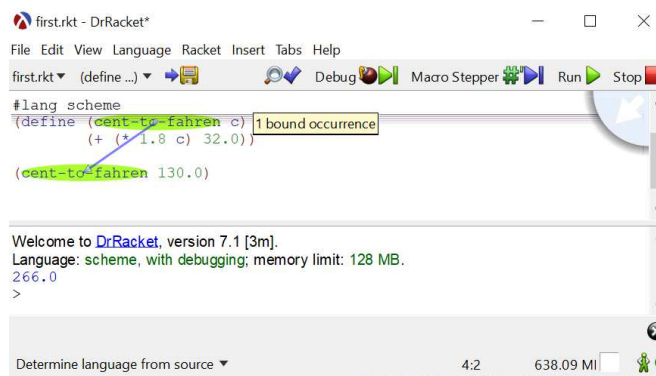 first.rkt - DrRacket*
File Edit View Language Racket Insert Tabs Help
first.rkt▼ (define ...) ▼ Debug Macro Stepper Run Stop
#lang scheme
(define (cent-to-fahren c) 1 bound occurrence
(+ (* 1.8 c) 32.0))
(cent-to-fahren 130.0)
Welcome to DrRacket, version 7.1 [3m].
Language: scheme, with debugging; memory limit: 128 MB.
266.0
>
Determine language from source ▼ 4:2 638.09 MI